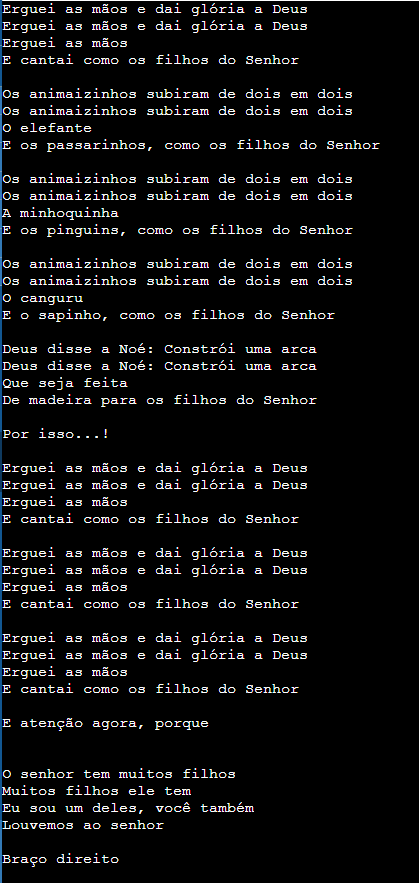 Erguei as mãos e dai glória a Deus
Erguei as mãos e dai glória a Deus
Erguei as mãos
E cantai como os filhos do Senhor

Os animaizinhos subiram de dois em dois
Os animaizinhos subiram de dois em dois
O elefante
E os passarinhos, como os filhos do Senhor

Os animaizinhos subiram de dois em dois
Os animaizinhos subiram de dois em dois
A minhoquinha
E os pinguins, como os filhos do Senhor

Os animaizinhos subiram de dois em dois
Os animaizinhos subiram de dois em dois
O canguru
E o sapinho, como os filhos do Senhor

Deus disse a Noé: Constrói uma arca
Deus disse a Noé: Constrói uma arca
Que seja feita
De madeira para os filhos do Senhor

Por isso...!

Erguei as mãos e dai glória a Deus
Erguei as mãos e dai glória a Deus
Erguei as mãos
E cantai como os filhos do Senhor

Erguei as mãos e dai glória a Deus
Erguei as mãos e dai glória a Deus
Erguei as mãos
E cantai como os filhos do Senhor

Erguei as mãos e dai glória a Deus
Erguei as mãos e dai glória a Deus
Erguei as mãos
E cantai como os filhos do Senhor

E atenção agora, porque

O senhor tem muitos filhos
Muitos filhos ele tem
Eu sou um deles, você também
Louvemos ao senhor

Braço direito